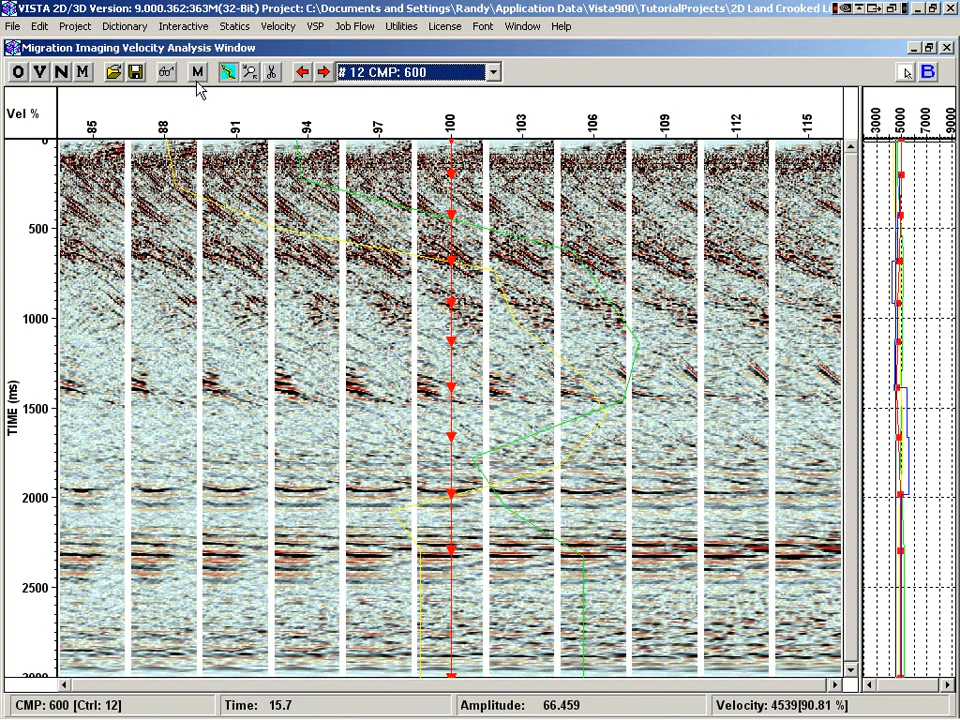 VISTA 2D/3D Version: 9.000.362:363M(32-Bit) Project: C:\Documents and Settings\Randy\Application Data\Vista900\TutorialProjects\2D Land Crooked Li
File Edit Project Dictionary Interactive Statics Velocity VSP Job Flow Utilities License Font Window Help
Migration Imaging Velocity Analysis Window
O V N M M # 12 CMP: 600 B
Vel %
-85 -88 -91 -94 -97 -100 -103 -106 -109 -112 -115 3000 5000 7000 9000
0
500
1000
TIME (ms)
1500
2000
2500
3000
CMP: 600 [Ctrl: 12] Time: 15.7 Amplitude: 66.459 Velocity: 4539[90.81 %]